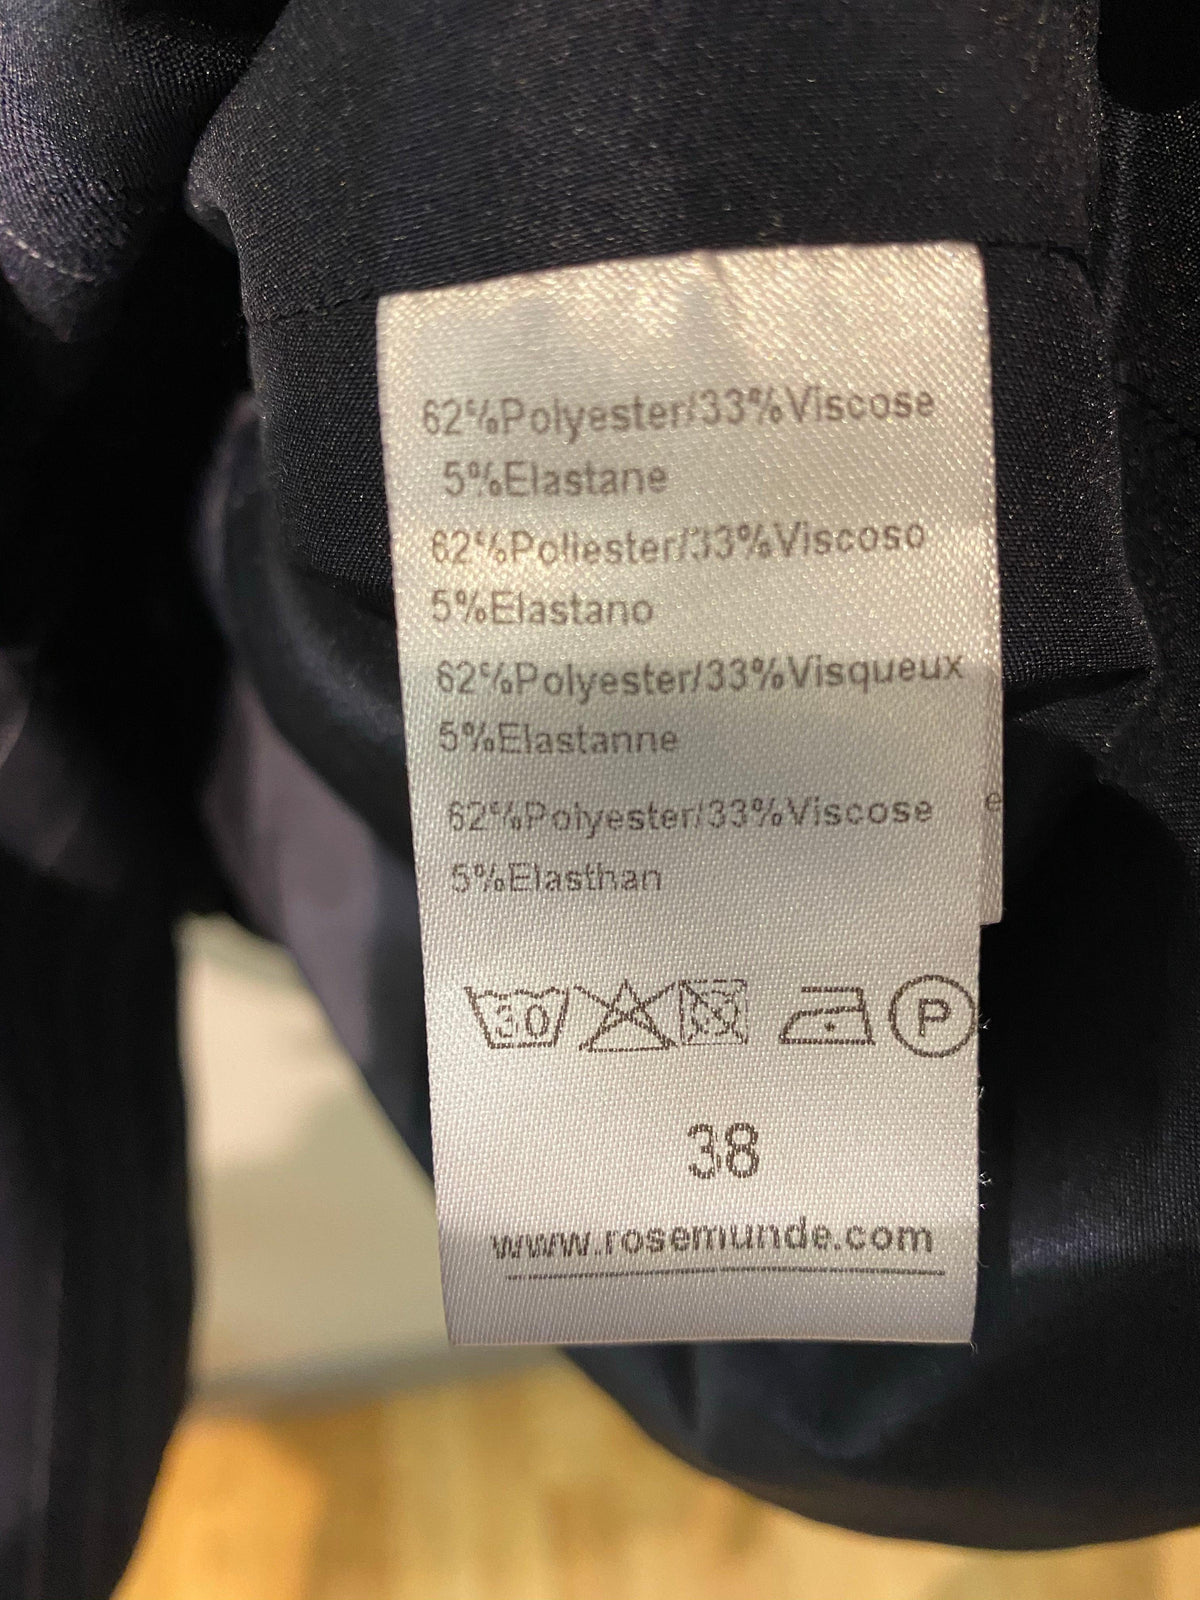 62%Polyester/33%Viscose
5%Elastane
62%Poliester/33%Viscoso
5%Elastano
62%Polyester/33%Visqueux
5%Elastanne
62%Polyester/33%Viscose
5%Elasthan
e
30 P
38
www.rosemunde.com